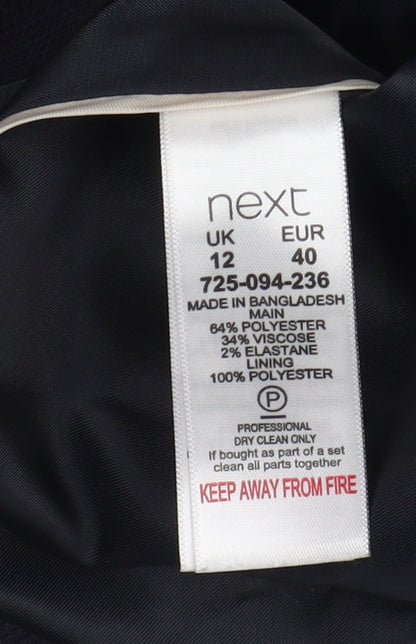 next
UK EUR
12 40
725-094-236
MADE IN BANGLADESH
MAIN
64% POLYESTER
34% VISCOSE
2% ELASTANE
LINING
100% POLYESTER
P
PROFESSIONAL
DRY CLEAN ONLY
If bought as part of a set
clean all parts together
KEEP AWAY FROM FIRE